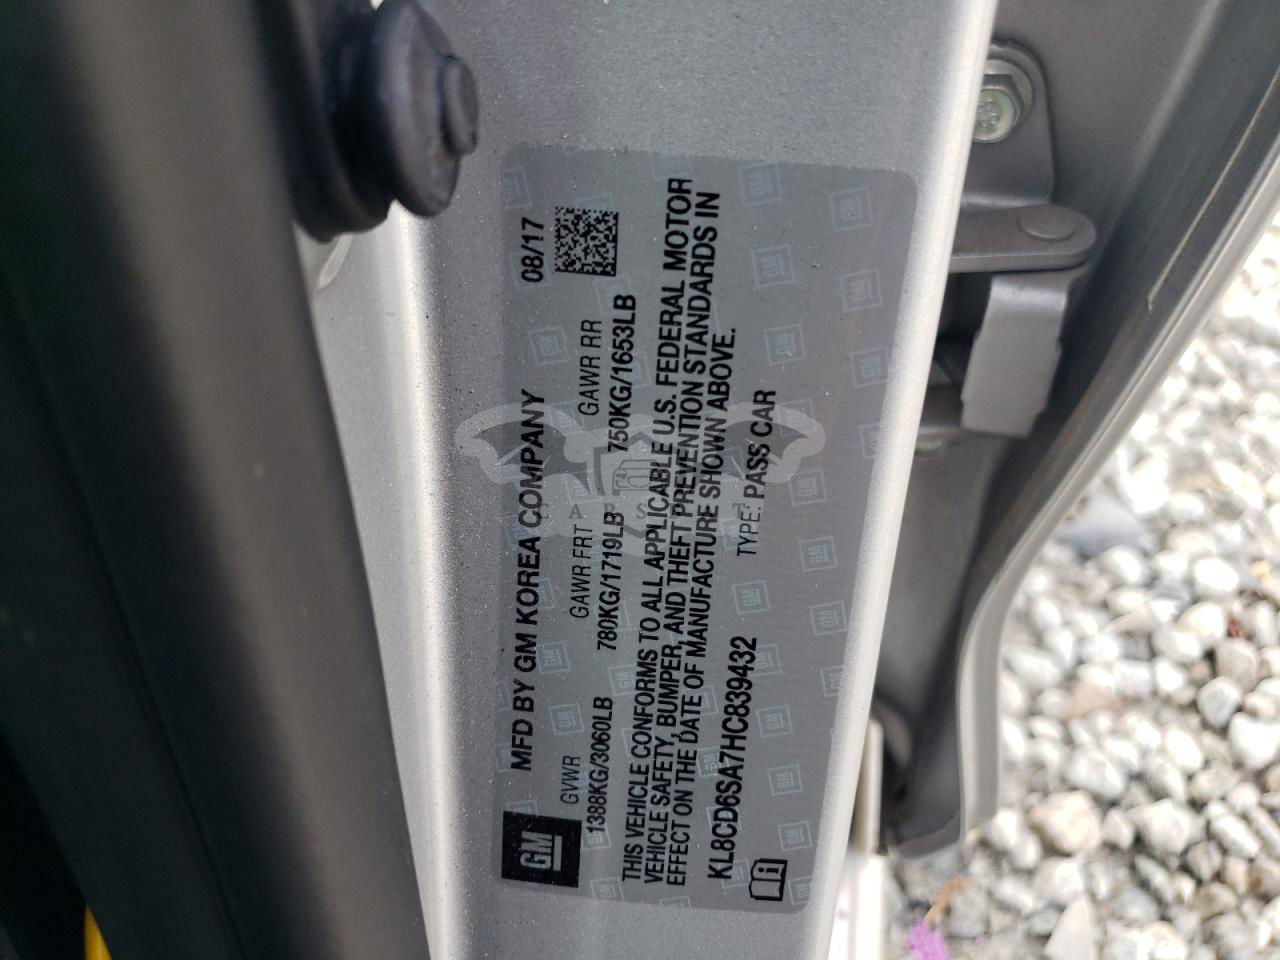 MFD BY GM KOREA COMPANY 08/17
GM
GVWR GAWR FRT GAWR RR
1388KG/3060LB 780KG/1719LB 750KG/1653LB
THIS VEHICLE CONFORMS TO ALL APPLICABLE U.S. FEDERAL MOTOR
VEHICLE SAFETY, BUMPER, AND THEFT PREVENTION STANDARDS IN
EFFECT ON THE DATE OF MANUFACTURE SHOWN ABOVE.
KL8CD6SA7HC839432 TYPE: PASS CAR